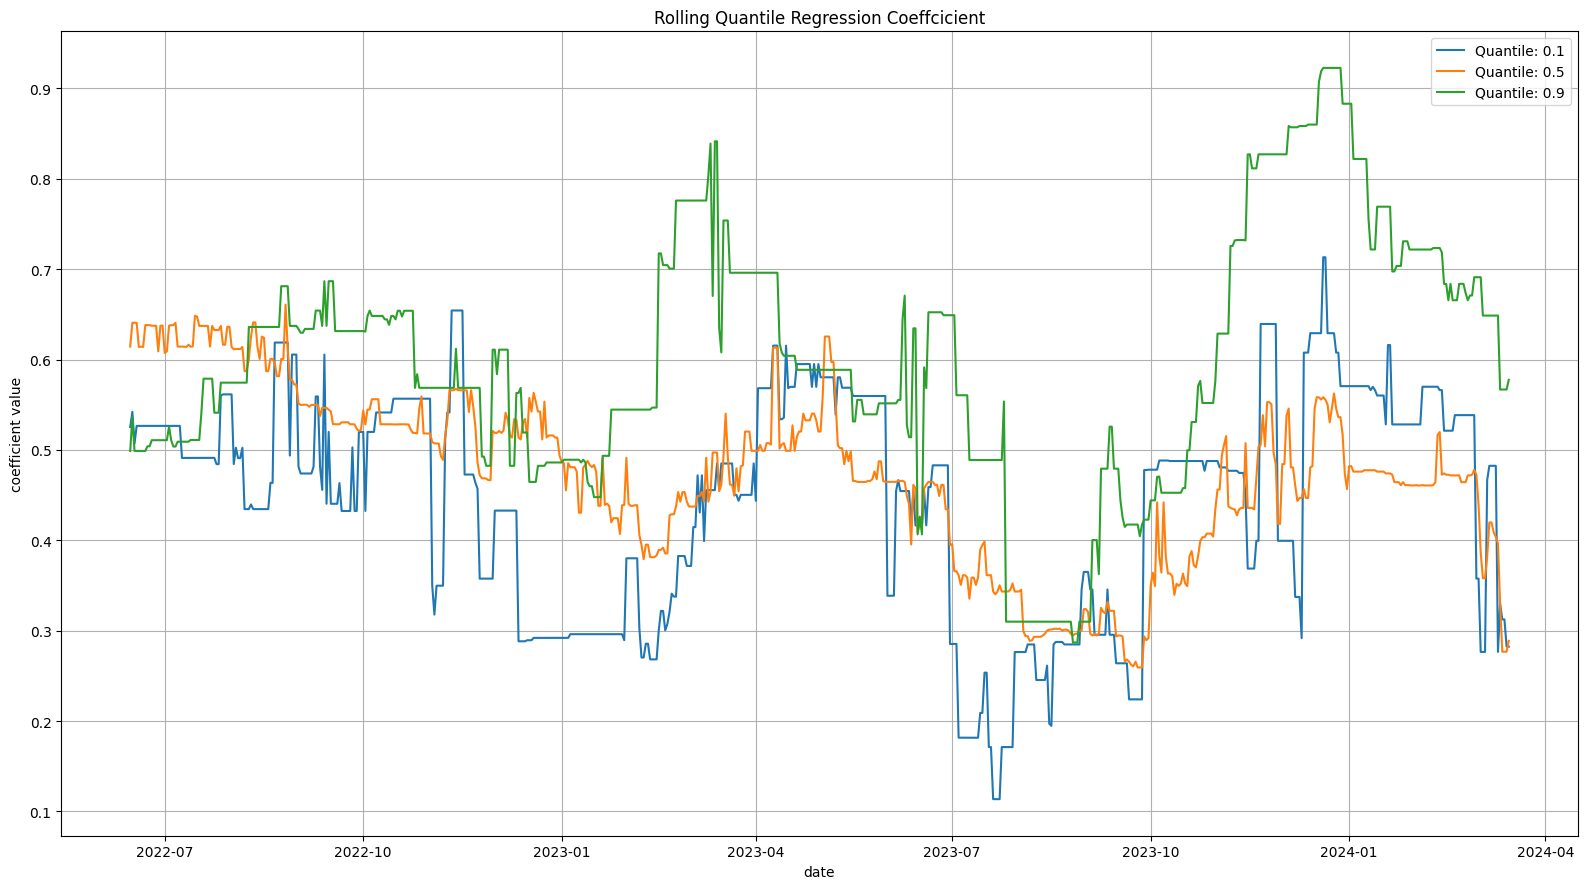 Rolling Quantile Regression Coeffcicient
Quantile: 0.1
Quantile: 0.5
Quantile: 0.9
coefficient value
0.9
0.8
0.7
0.6
0.5
0.4
0.3
0.2
0.1
2022-07
2022-10
2023-01
2023-04
2023-07
2023-10
2024-01
2024-04
date